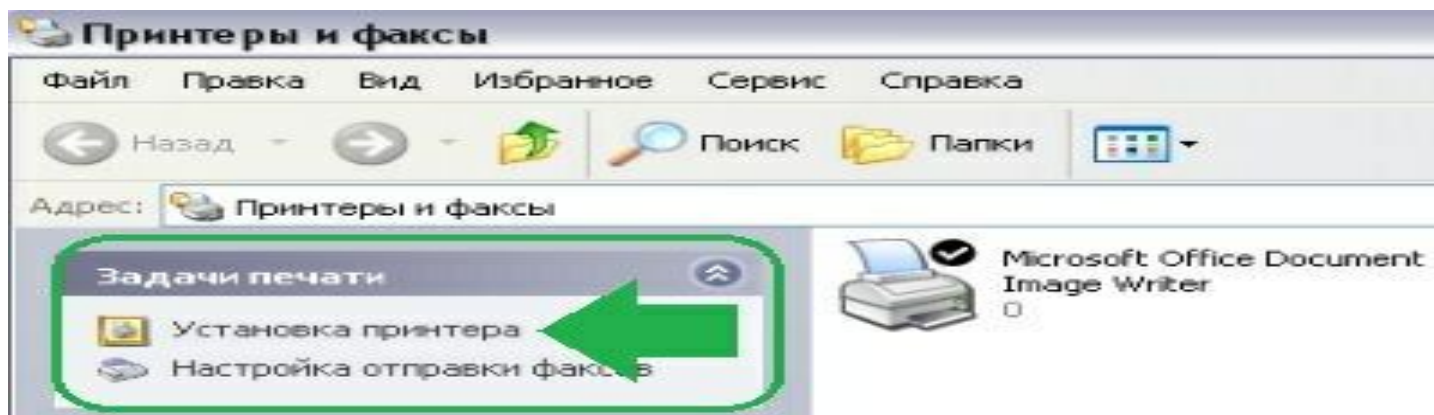 Принтеры и факсы
Файл Правка Вид Избранное Сервис Справка
Назад Поиск Папки
Адрес: Принтеры и факсы
Задачи печати
Установка принтера
Настройка отправки факсов
Microsoft Office Document
Image Writer
0